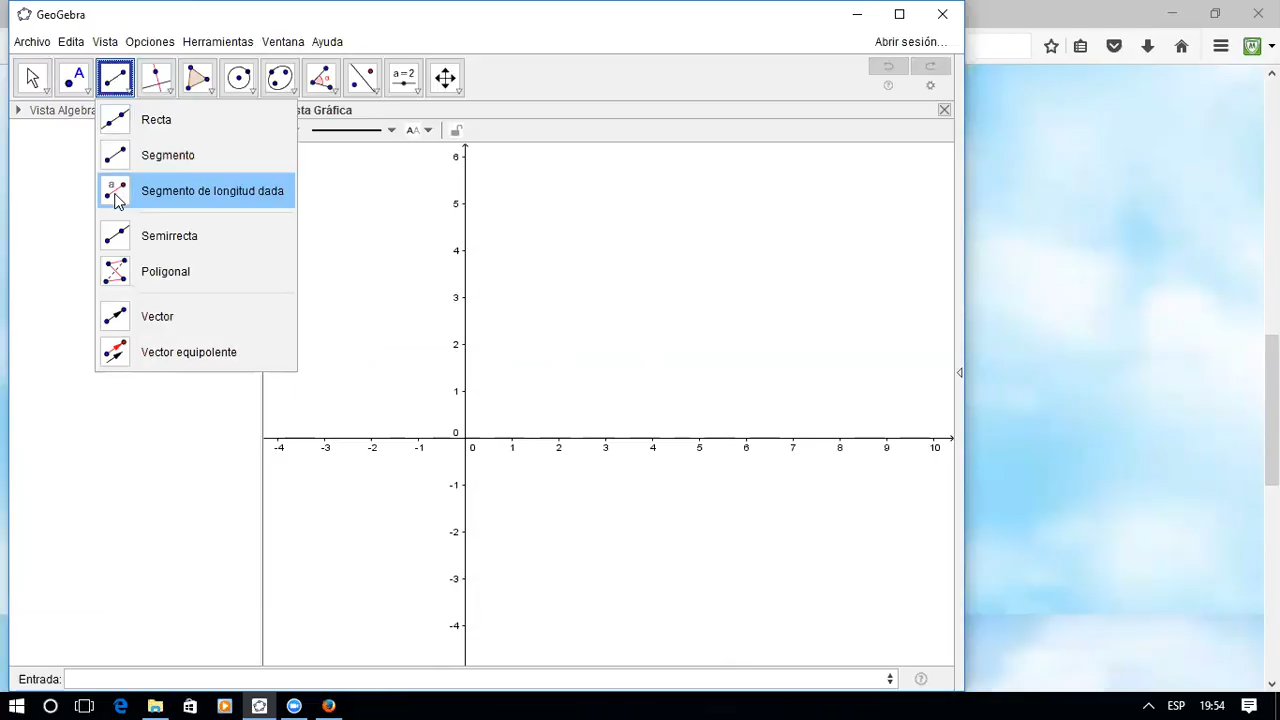 GeoGebra
Archivo Edita Vista Opciones Herramientas Ventana Ayuda Abrir sesión...
A α a=2
Vista Algebra sta Gráfica
AA
Recta
Segmento
a Segmento de longitud dada
Semirrecta
Poligonal
Vector
Vector equipolente
6
5
4
3
2
1
0
-4 -3 -2 -1 0 1 2 3 4 5 6 7 8 9 10
-1
-2
-3
-4
Entrada:
ESP 19:54